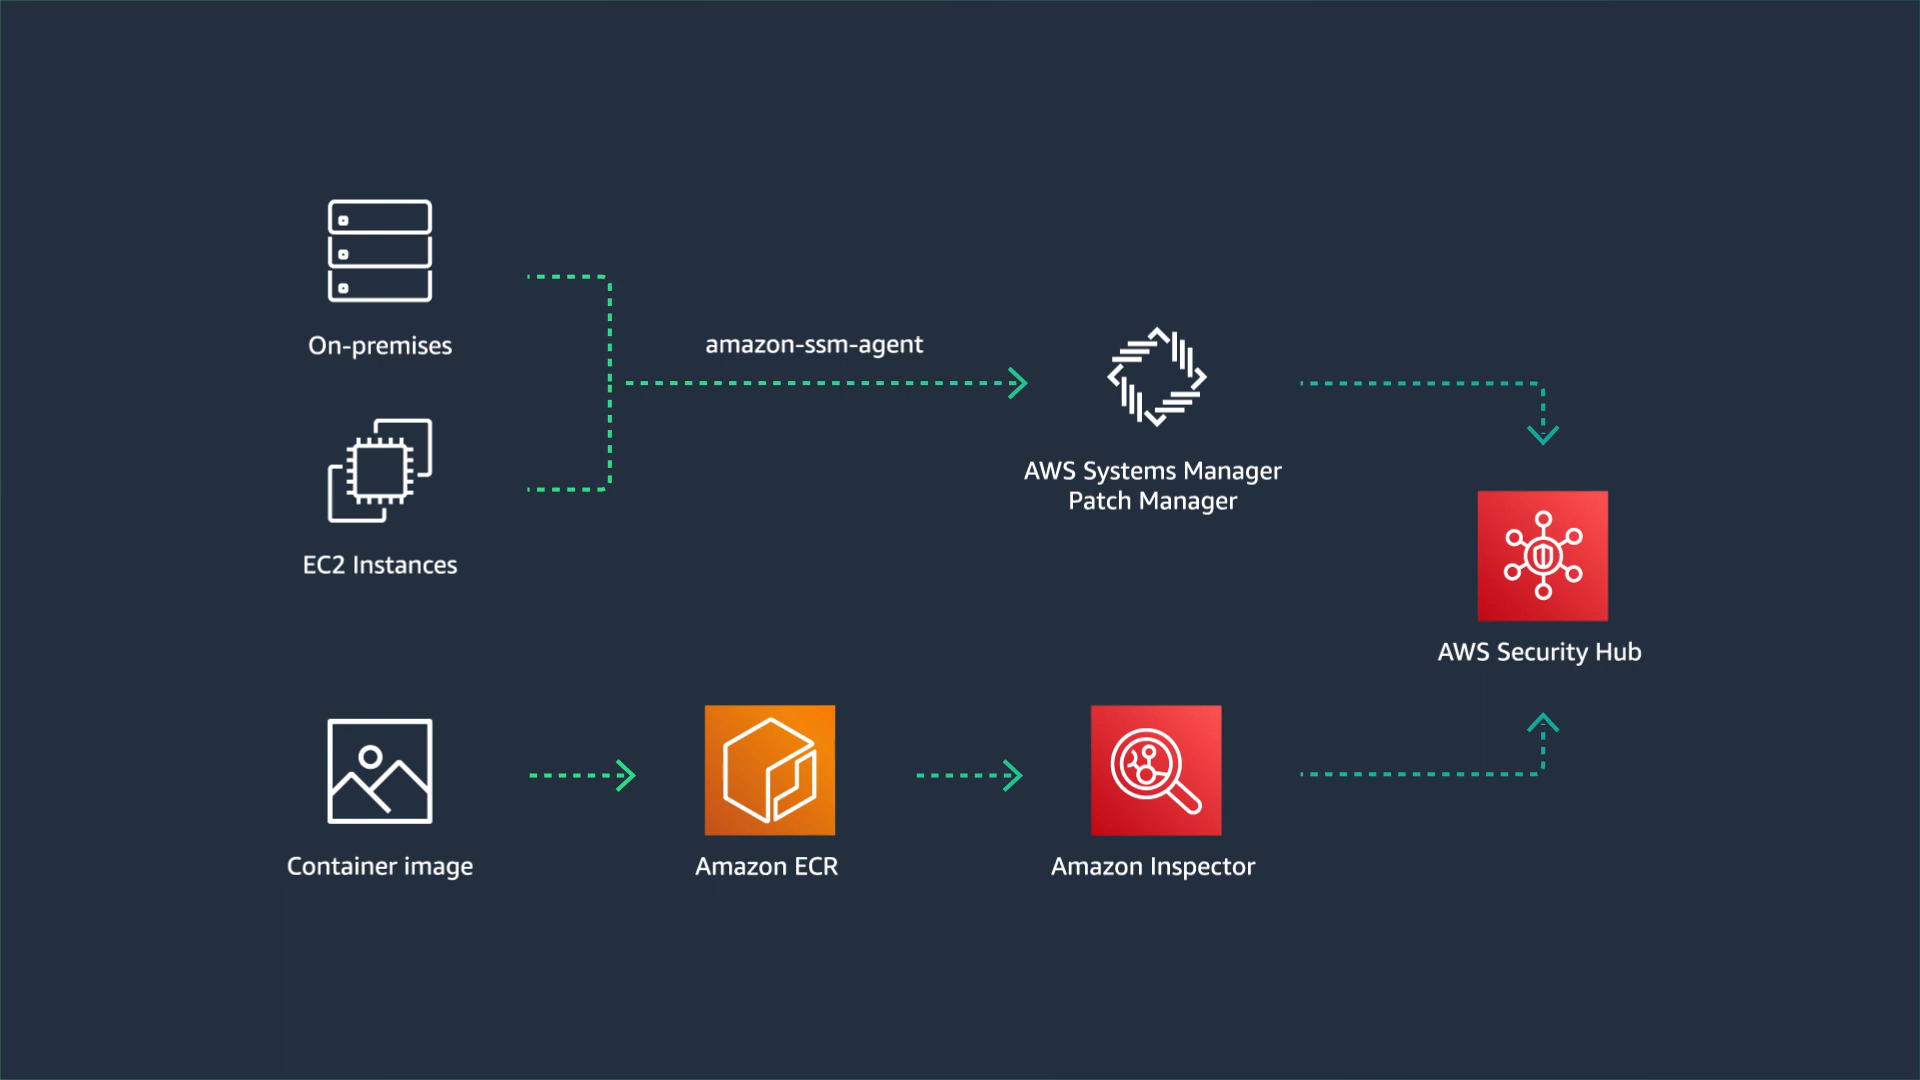 On-premises
amazon-ssm-agent
EC2 Instances
AWS Systems Manager
Patch Manager
AWS Security Hub
Container image
Amazon ECR
Amazon Inspector